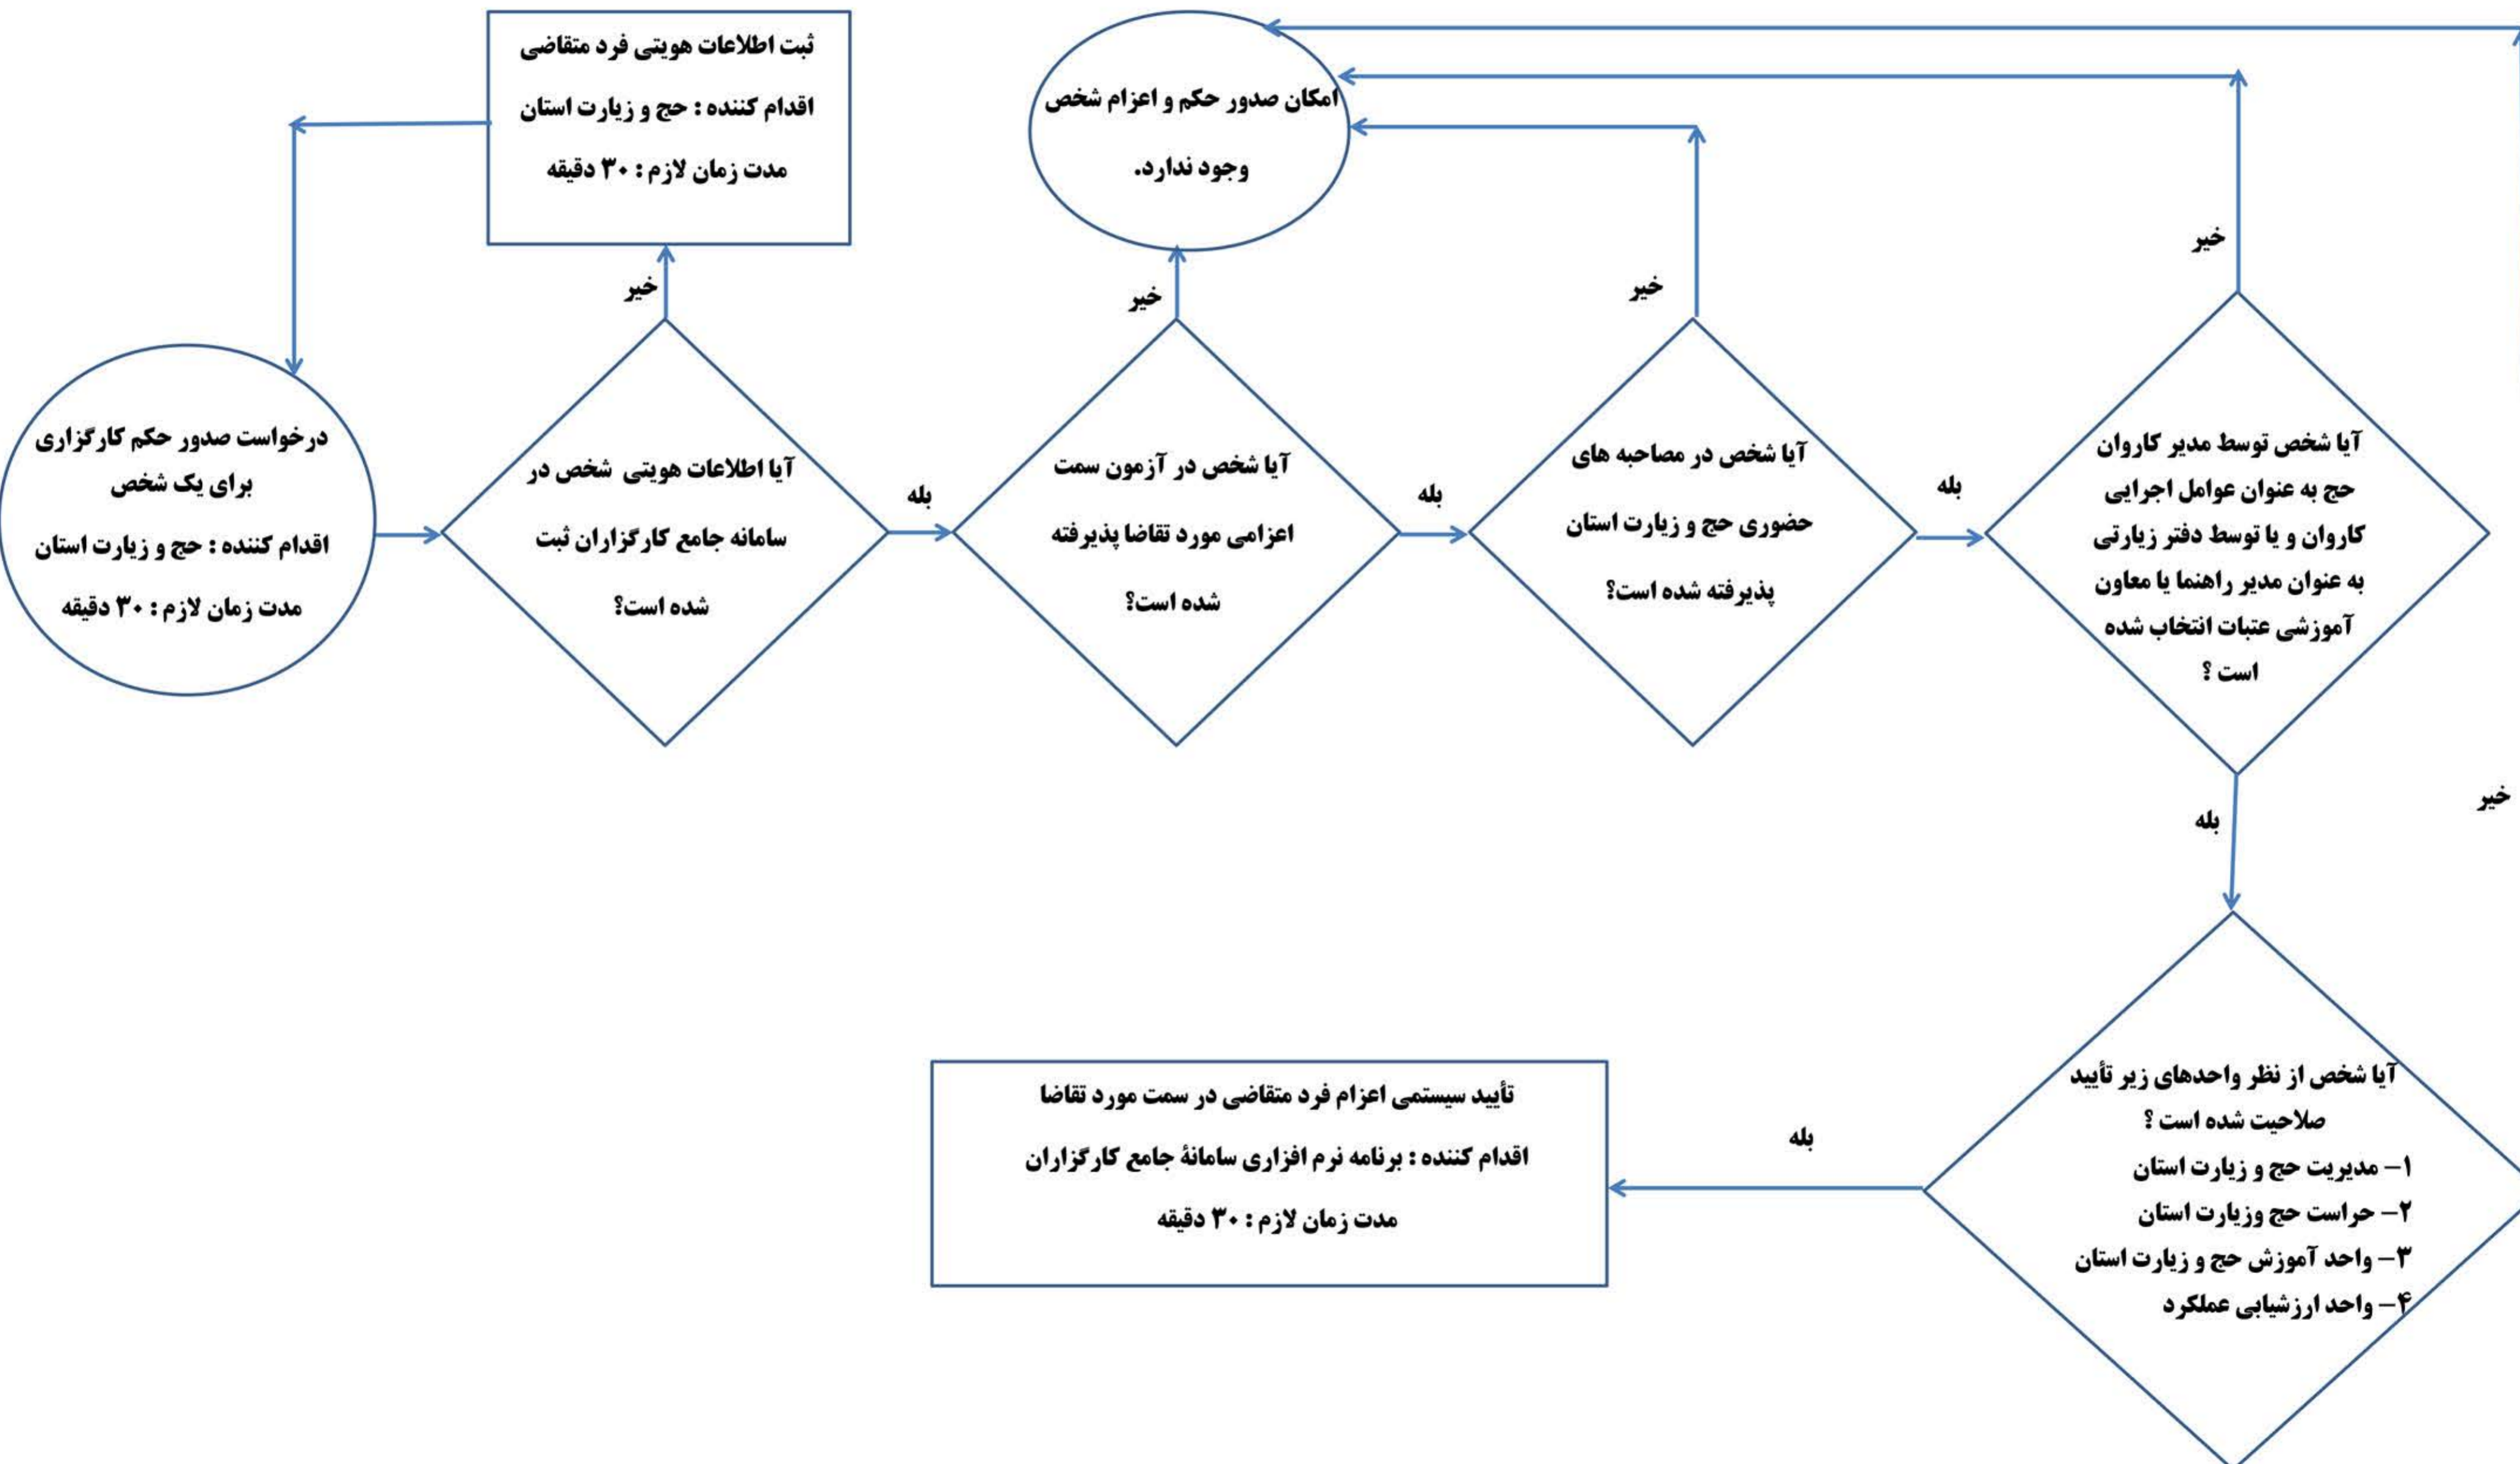 ثبت اطلاعات هویتی فرد متقاضی
اقدام کننده : حج و زیارت استان
مدت زمان لازم : ۳۰ دقیقه
امکان صدور حکم و اعزام شخص
وجود ندارد.
خیر
خیر
خیر
خیر
درخواست صدور حکم کارگزاری
برای یک شخص
اقدام کننده : حج و زیارت استان
مدت زمان لازم : ۳۰ دقیقه
آیا اطلاعات هویتی شخص در
سامانه جامع کارگزاران ثبت
شده است؟
بله
آیا شخص در آزمون سمت
اعزامی مورد تقاضا پذیرفته
شده است؟
بله
آیا شخص در مصاحبه های
حضوری حج و زیارت استان
پذیرفته شده است؟
بله
آیا شخص توسط مدیر کاروان
حج به عنوان عوامل اجرایی
کاروان و یا توسط دفتر زیارتی
به عنوان مدیر راهنما یا معاون
آموزشی عتبات انتخاب شده
است ؟
خیر
بله
آیا شخص از نظر واحدهای زیر تأیید
صلاحیت شده است ؟
۱- مدیریت حج و زیارت استان
۲- حراست حج وزیارت استان
۳- واحد آموزش حج و زیارت استان
۴- واحد ارزشیابی عملکرد
بله
تأیید سیستمی اعزام فرد متقاضی در سمت مورد تقاضا
اقدام کننده : برنامه نرم افزاری سامانهٔ جامع کارگزاران
مدت زمان لازم : ۳۰ دقیقه